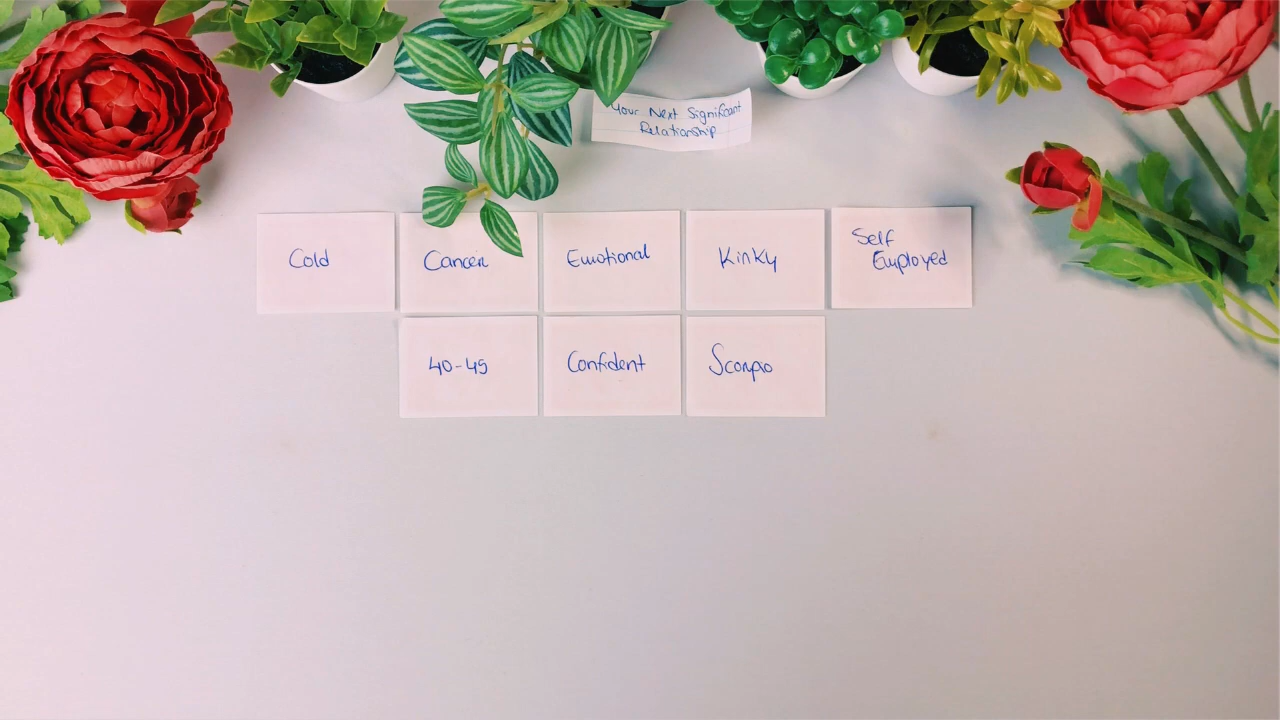 Your Next Significant
Relationship
Cold
Cancer
Emotional
Kinky
Self
Employed
40-45
Confident
Scorpio